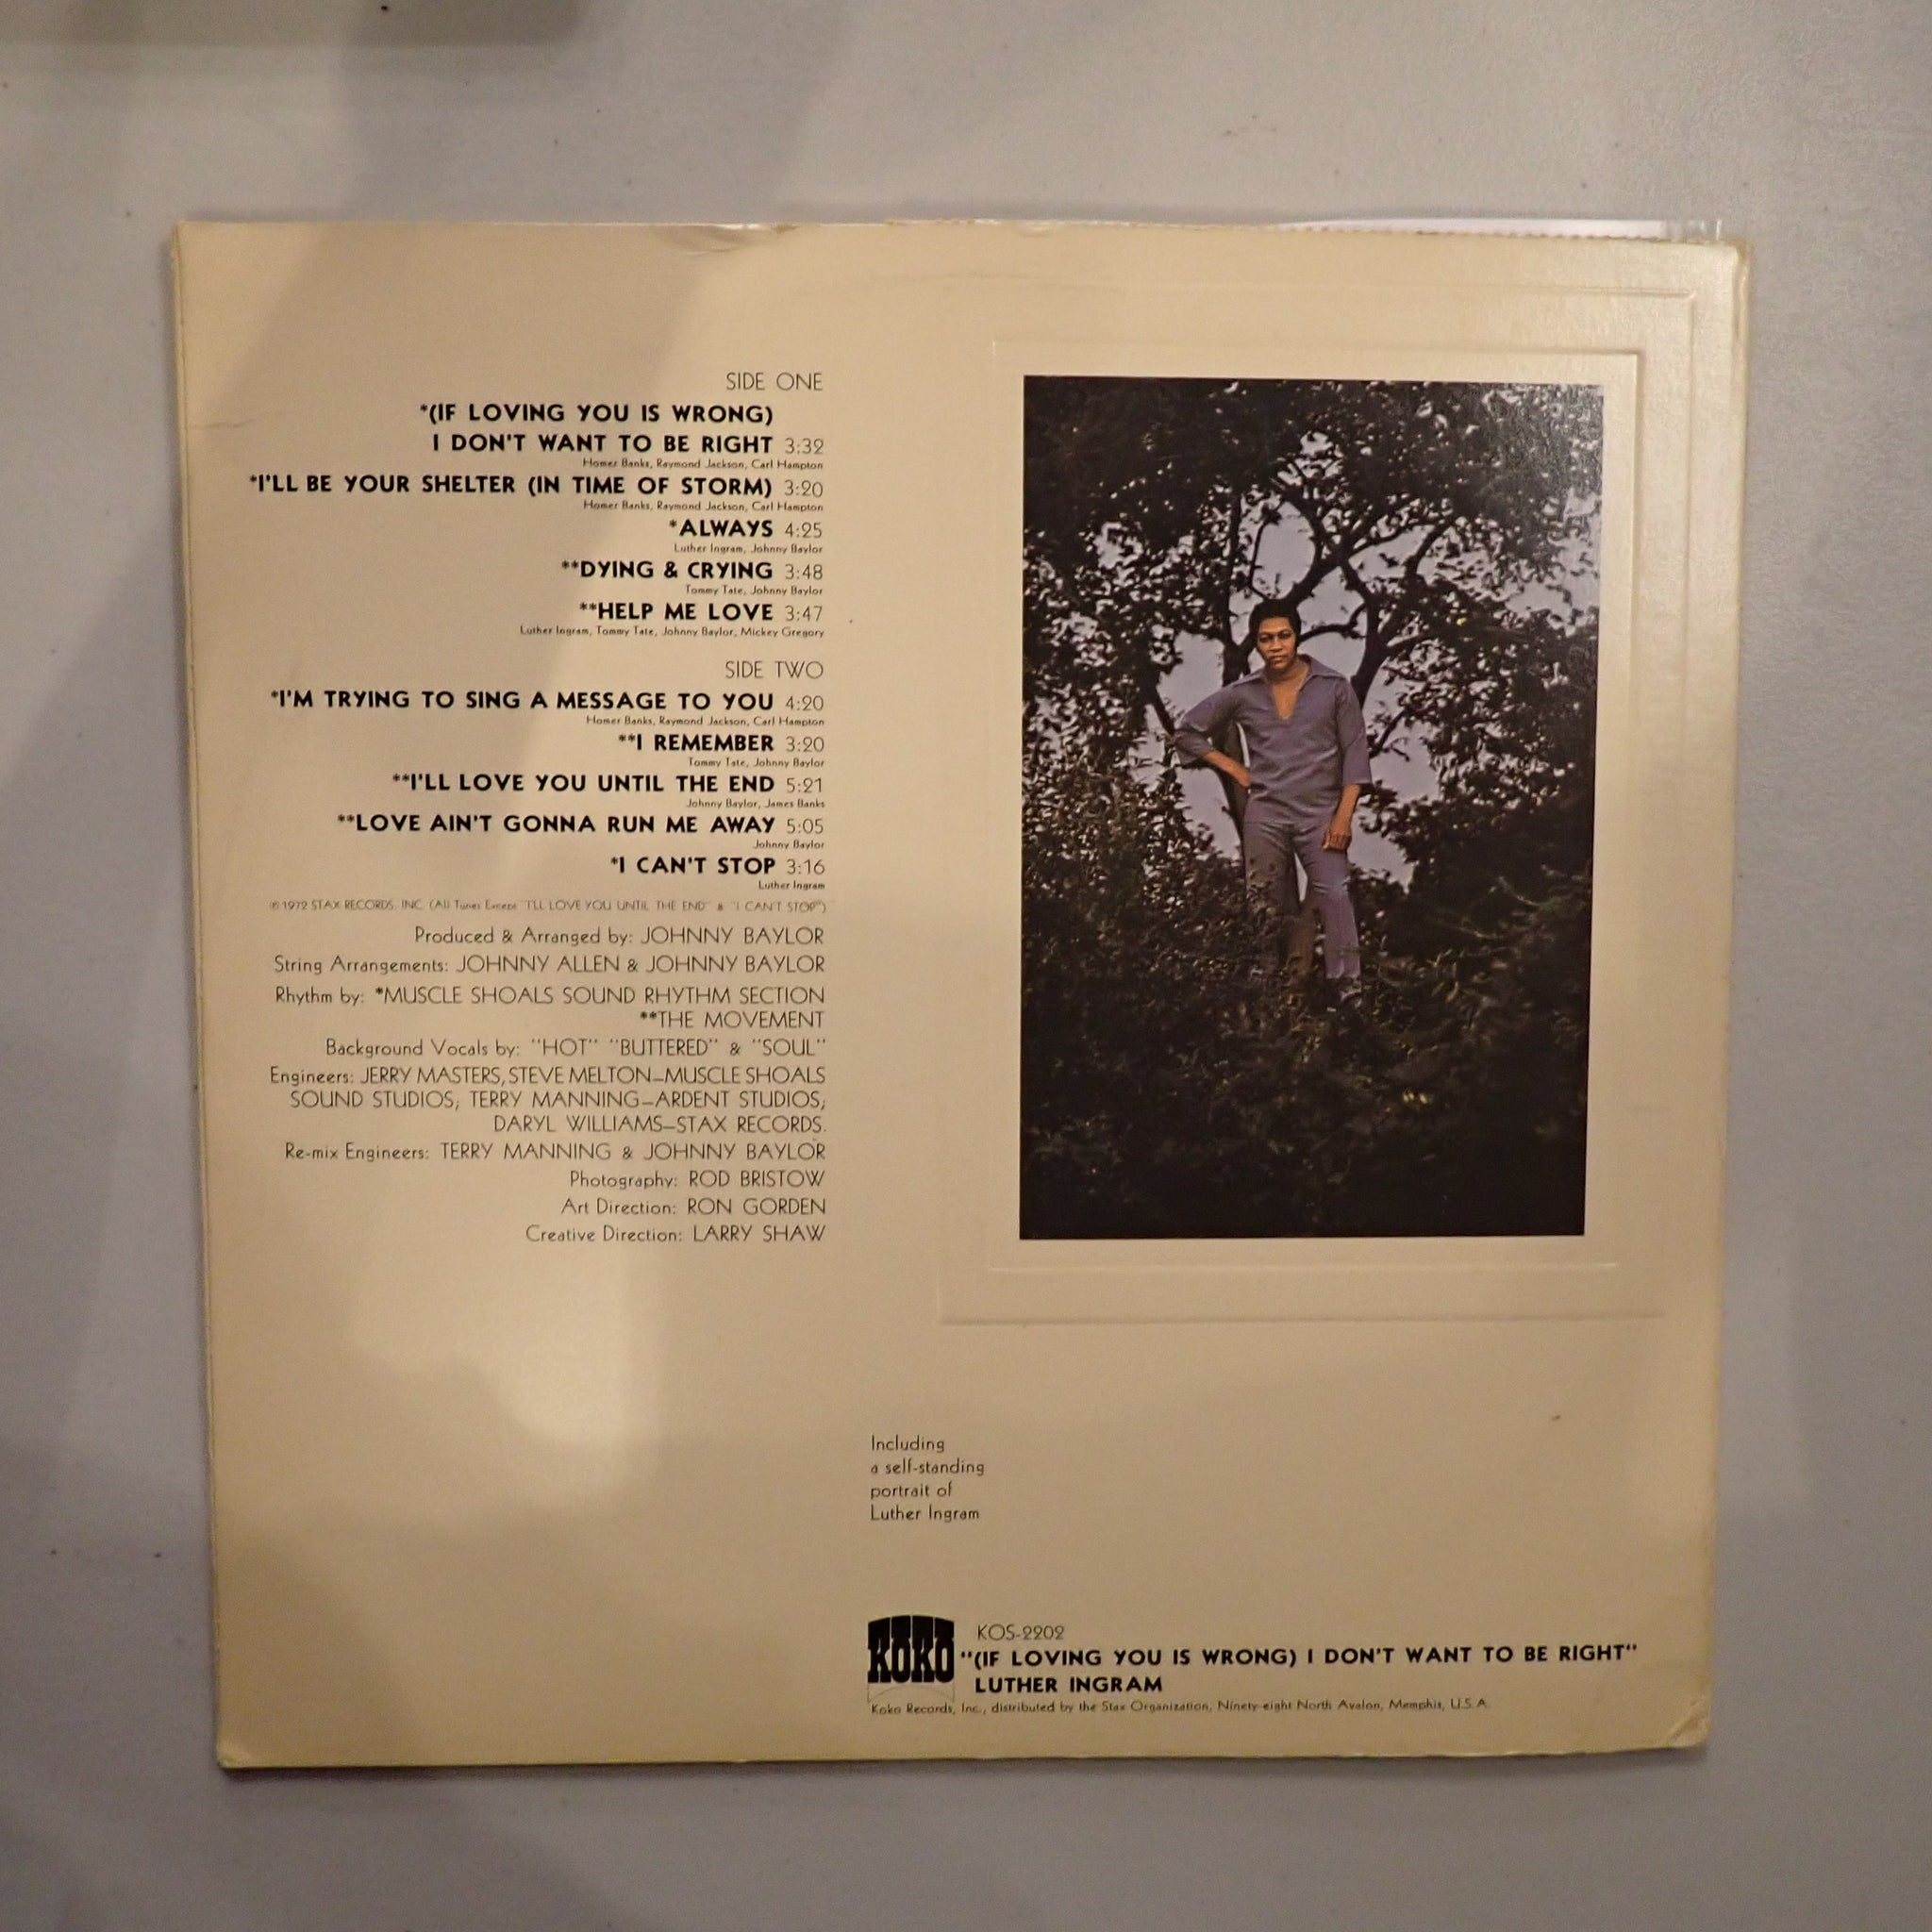 SIDE ONE
*(IF LOVING YOU IS WRONG)
I DON'T WANT TO BE RIGHT 3:32
Homer Banks, Raymond Jackson, Carl Hampton
*I'LL BE YOUR SHELTER (IN TIME OF STORM) 3:20
Homer Banks, Raymond Jackson, Carl Hampton
*ALWAYS 4:25
Luther Ingram, Johnny Baylor
**DYING & CRYING 3:48
Tommy Tate, Johnny Baylor
**HELP ME LOVE 3:47
Luther Ingram, Tommy Tate, Johnny Baylor, Mickey Gregory
SIDE TWO
*I'M TRYING TO SING A MESSAGE TO YOU 4:20
Homer Banks, Raymond Jackson, Carl Hampton
**I REMEMBER 3:20
Tommy Tate, Johnny Baylor
**I'LL LOVE YOU UNTIL THE END 5:21
Johnny Baylor, James Banks
**LOVE AIN'T GONNA RUN ME AWAY 5:05
Johnny Baylor
*I CAN'T STOP 3:16
Luther Ingram
℗ 1972 STAX RECORDS, INC. (All Tunes Except "I'LL LOVE YOU UNTIL THE END" & "I CAN'T STOP")
Produced & Arranged by: JOHNNY BAYLOR
String Arrangements: JOHNNY ALLEN & JOHNNY BAYLOR
Rhythm by: *MUSCLE SHOALS SOUND RHYTHM SECTION
**THE MOVEMENT
Background Vocals by: "HOT" "BUTTERED" & "SOUL"
Engineers: JERRY MASTERS, STEVE MELTON—MUSCLE SHOALS
SOUND STUDIOS; TERRY MANNING—ARDENT STUDIOS;
DARYL WILLIAMS—STAX RECORDS.
Re-mix Engineers: TERRY MANNING & JOHNNY BAYLOR
Photography: ROD BRISTOW
Art Direction: RON GORDEN
Creative Direction: LARRY SHAW
Including
a self-standing
portrait of
Luther Ingram
KOKO
KOS-2202
"(IF LOVING YOU IS WRONG) I DON'T WANT TO BE RIGHT"
LUTHER INGRAM
Koko Records, Inc., distributed by the Stax Organization, Ninety-eight North Avalon, Memphis, U.S.A.